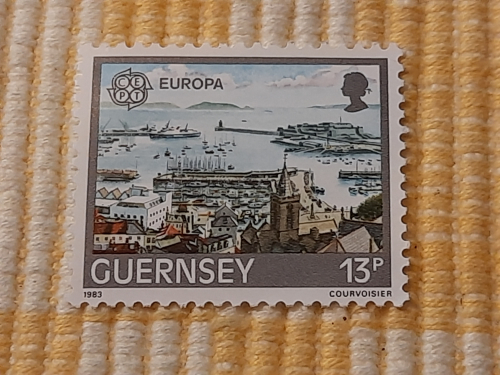 CEPT EUROPA
GUERNSEY 13P
1983 COURVOISIER